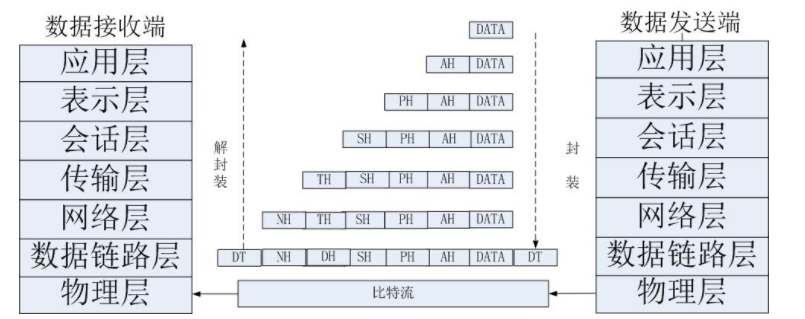 数据接收端
数据发送端
DATA
应用层
AH DATA
应用层
表示层
PH AH DATA
表示层
会话层
SH PH AH DATA
会话层
解封装
封装
传输层
TH SH PH AH DATA
传输层
网络层
NH TH SH PH AH DATA
网络层
数据链路层
DT NH DH SH PH AH DATA DT
数据链路层
物理层
比特流
物理层